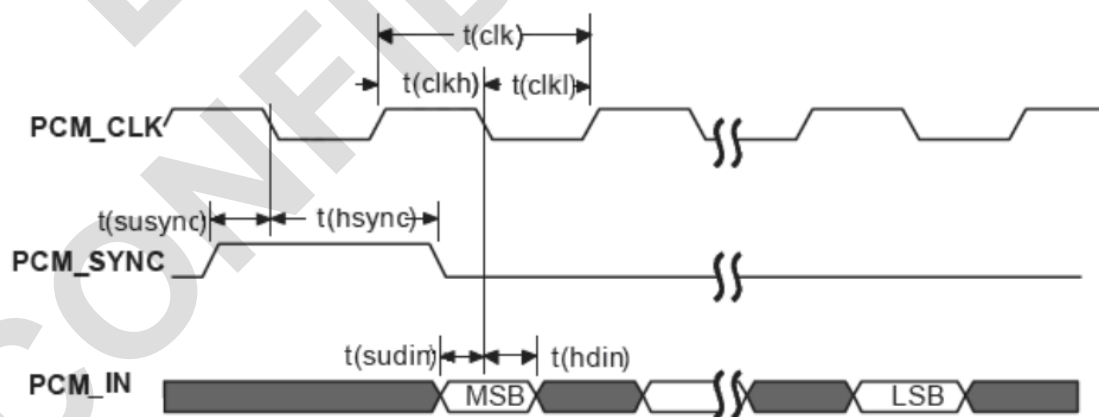 t(clk)
t(clkh) t(clkl)
PCM_CLK
t(susync) t(hsync)
PCM_SYNC
t(sudin) t(hdin)
PCM_IN MSB LSB